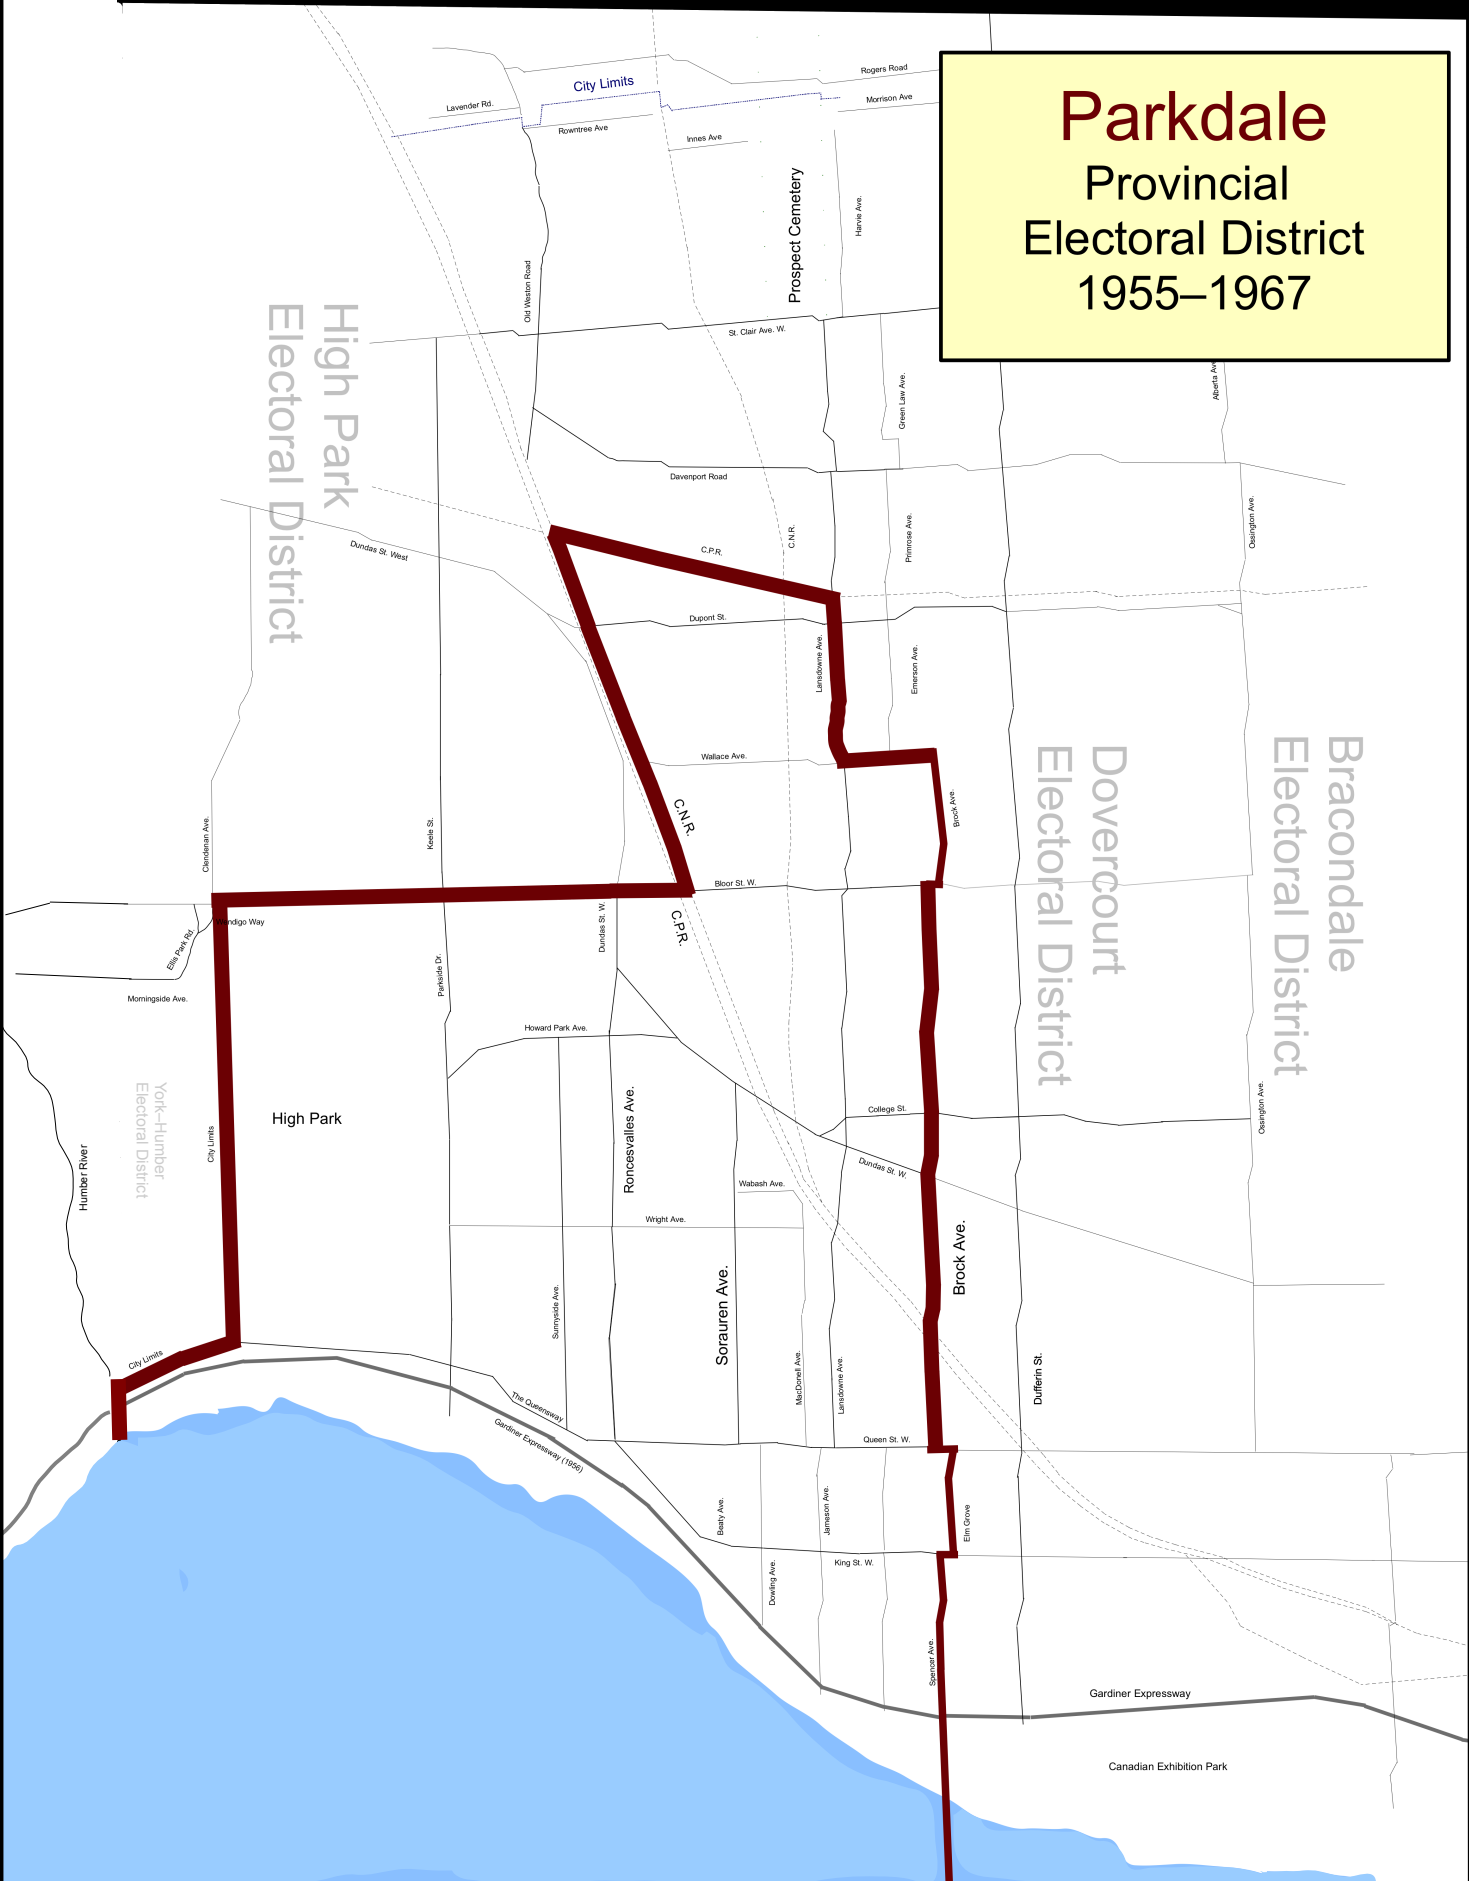 Parkdale
Provincial
Electoral District
1955–1967
City Limits
Rogers Road
Lavender Rd.
Morrison Ave
Rowntree Ave
Innes Ave
Prospect Cemetery
Harvie Ave.
Old Weston Road
High Park
Electoral District
St. Clair Ave. W.
Green Law Ave.
Alberta Ave
Davenport Road
Dundas St. West
C.P.R.
C.N.R.
Primrose Ave.
Ossington Ave.
Dupont St.
Lansdowne Ave.
Emerson Ave.
Wallace Ave.
Dovercourt
Electoral District
Bracondale
Electoral District
Clendenan Ave.
Keele St.
C.N.R.
Brock Ave.
Bloor St. W.
Ellis Park Rd.
Dundas St. W.
C.P.R.
Parkside Dr.
Morningside Ave.
Howard Park Ave.
York–Humber
Electoral District
Humber River
City Limits
High Park
Roncesvalles Ave.
College St.
Ossington Ave.
Dundas St. W.
Wabash Ave.
Wright Ave.
Brock Ave.
Sunnyside Ave.
Sorauren Ave.
MacDonell Ave.
Lansdowne Ave.
Dufferin St.
City Limits
The Queensway
Gardiner Expressway (1956)
Queen St. W.
Beaty Ave.
Jameson Ave.
Elm Grove
King St. W.
Dowling Ave.
Spencer Ave.
Gardiner Expressway
Canadian Exhibition Park